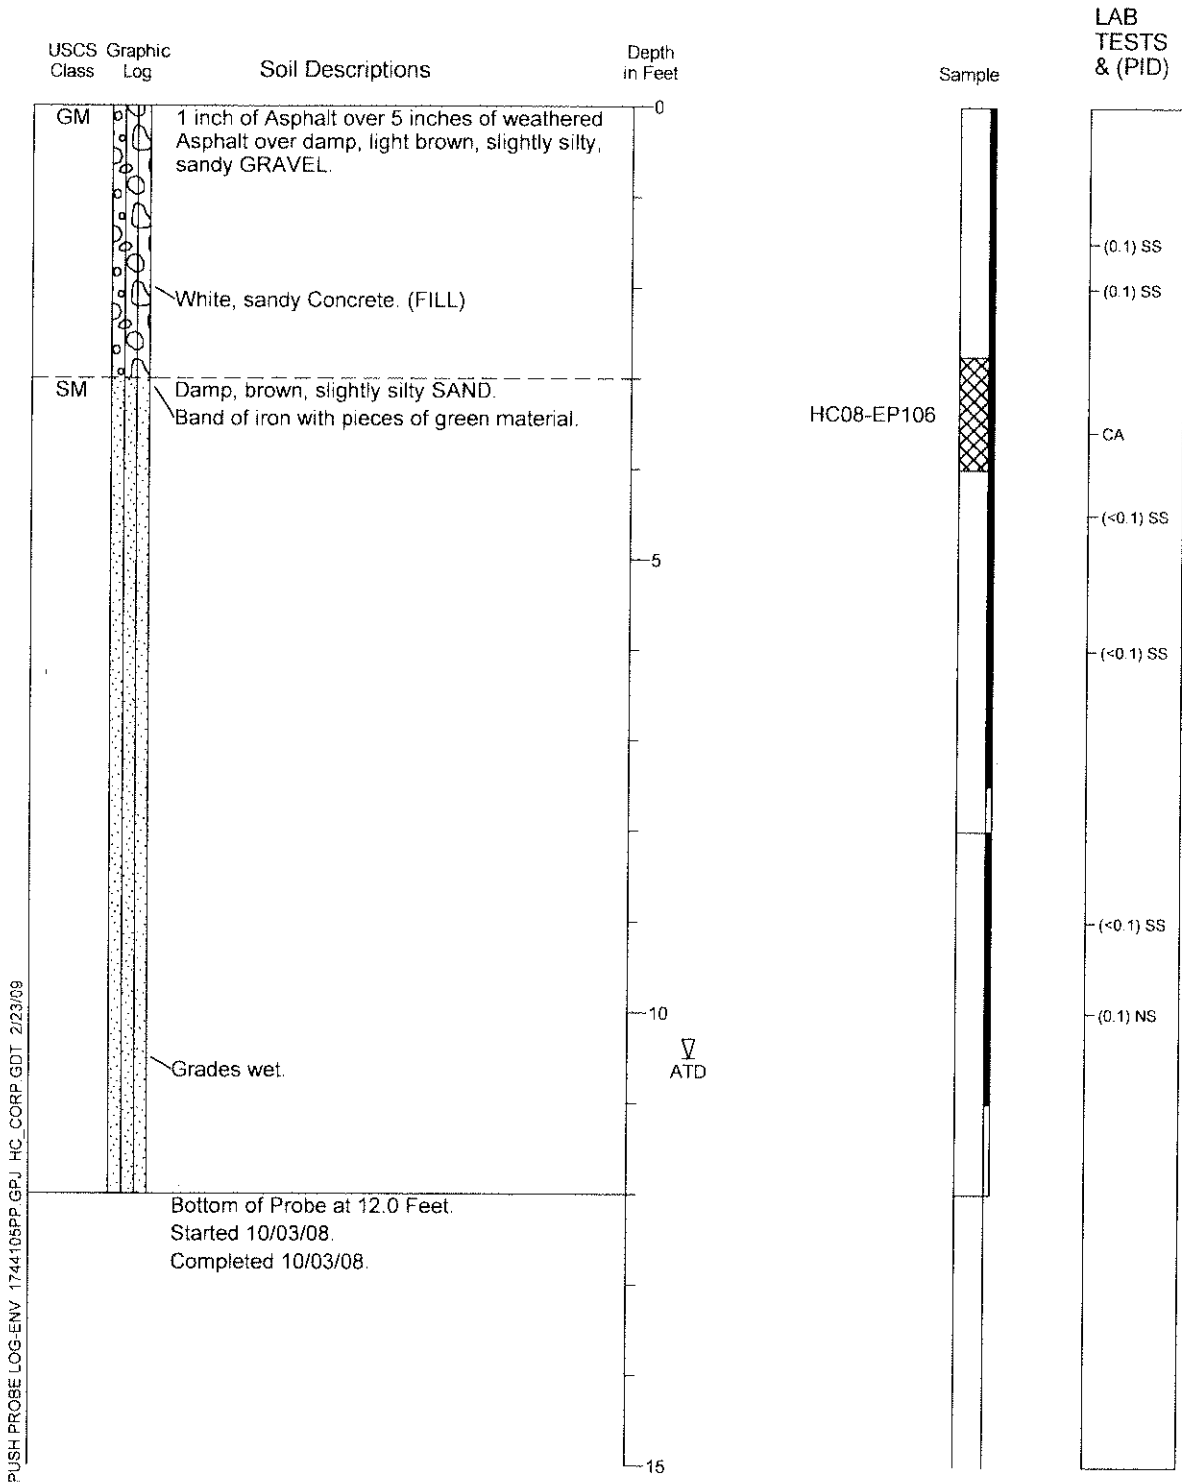 LAB
TESTS
& (PID)
USCS Graphic
Class Log
Soil Descriptions
Depth
in Feet
Sample
GM
1 inch of Asphalt over 5 inches of weathered
Asphalt over damp, light brown, slightly silty,
sandy GRAVEL.
0
(0.1) SS
(0.1) SS
White, sandy Concrete. (FILL)
SM
Damp, brown, slightly silty SAND.
Band of iron with pieces of green material.
HC08-EP106
CA
(<0.1) SS
5
(<0.1) SS
(<0.1) SS
10
(0.1) NS
ATD
Grades wet.
Bottom of Probe at 12.0 Feet.
Started 10/03/08.
Completed 10/03/08.
15
PUSH PROBE LOG-ENV 1744105PP.GPJ HC_CORP.GDT 2/23/09